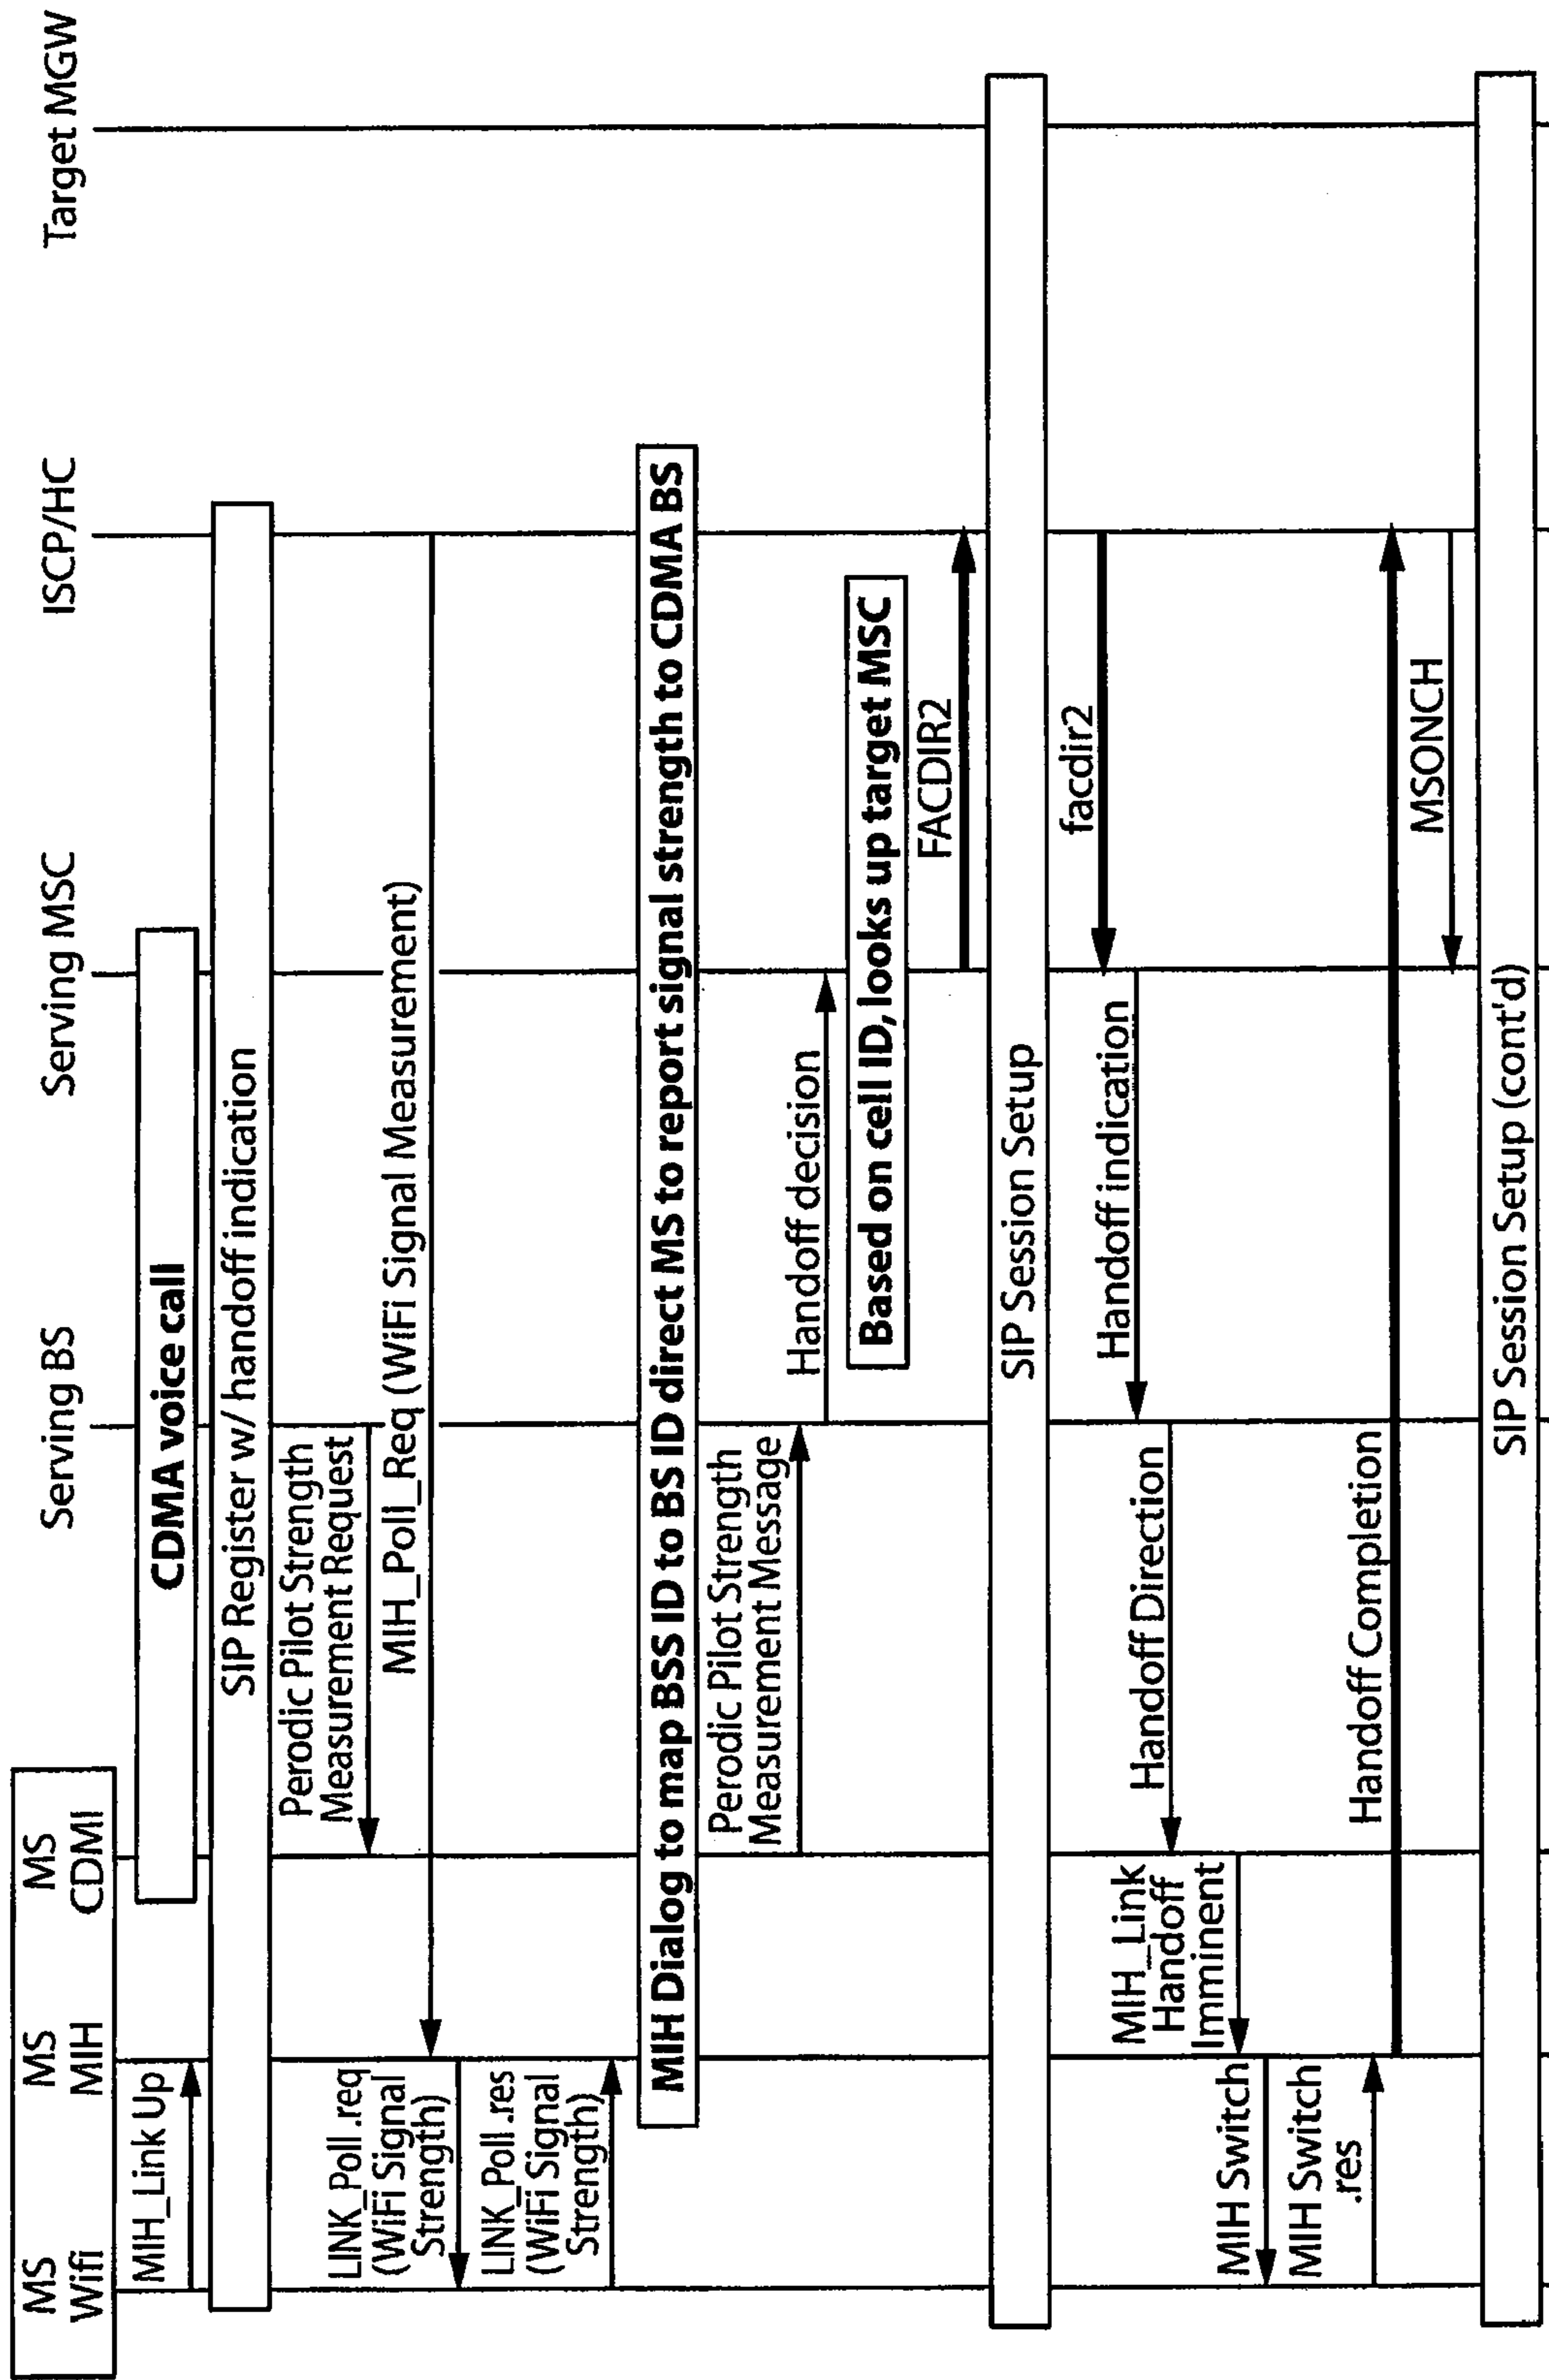 MS
Wifi
MS
MIH
MS
CDMI
Serving BS
Serving MSC
ISCP/HC
Target MGW
MIH_Link Up
CDMA voice call
SIP Register w/ handoff indication
Perodic Pilot Strength
Measurement Request
MIH_Poll_Req (WiFi Signal Measurement)
LINK_Poll .req
(WiFi Signal
Strength)
LINK_Poll .res
(WiFi Signal
Strength)
MIH Dialog to map BSS ID to BS ID direct MS to report signal strength to CDMA BS
Perodic Pilot Strength
Measurement Message
Handoff decision
Based on cell ID, looks up target MSC
FACDIR2
SIP Session Setup
facdir2
Handoff indication
Handoff Direction
MIH_Link
Handoff
Imminent
MIH Switch
MIH Switch
.res
Handoff Completion
MSONCH
SIP Session Setup (cont'd)